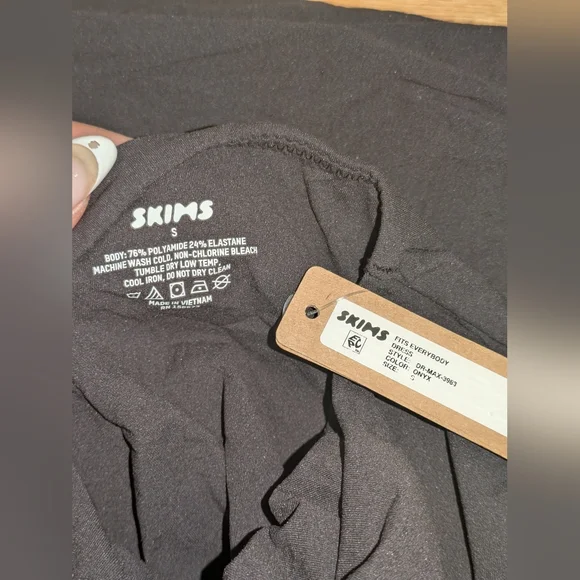 SKIMS
S
BODY: 76% POLYAMIDE 24% ELASTANE
MACHINE WASH COLD, NON-CHLORINE BLEACH
TUMBLE DRY LOW TEMP.
COOL IRON, DO NOT DRY CLEAN
MADE IN VIETNAM
SKIMS
FITS EVERYBODY
DRESS
STYLE: DR-MAX-3963
COLOR: ONYX
SIZE: S